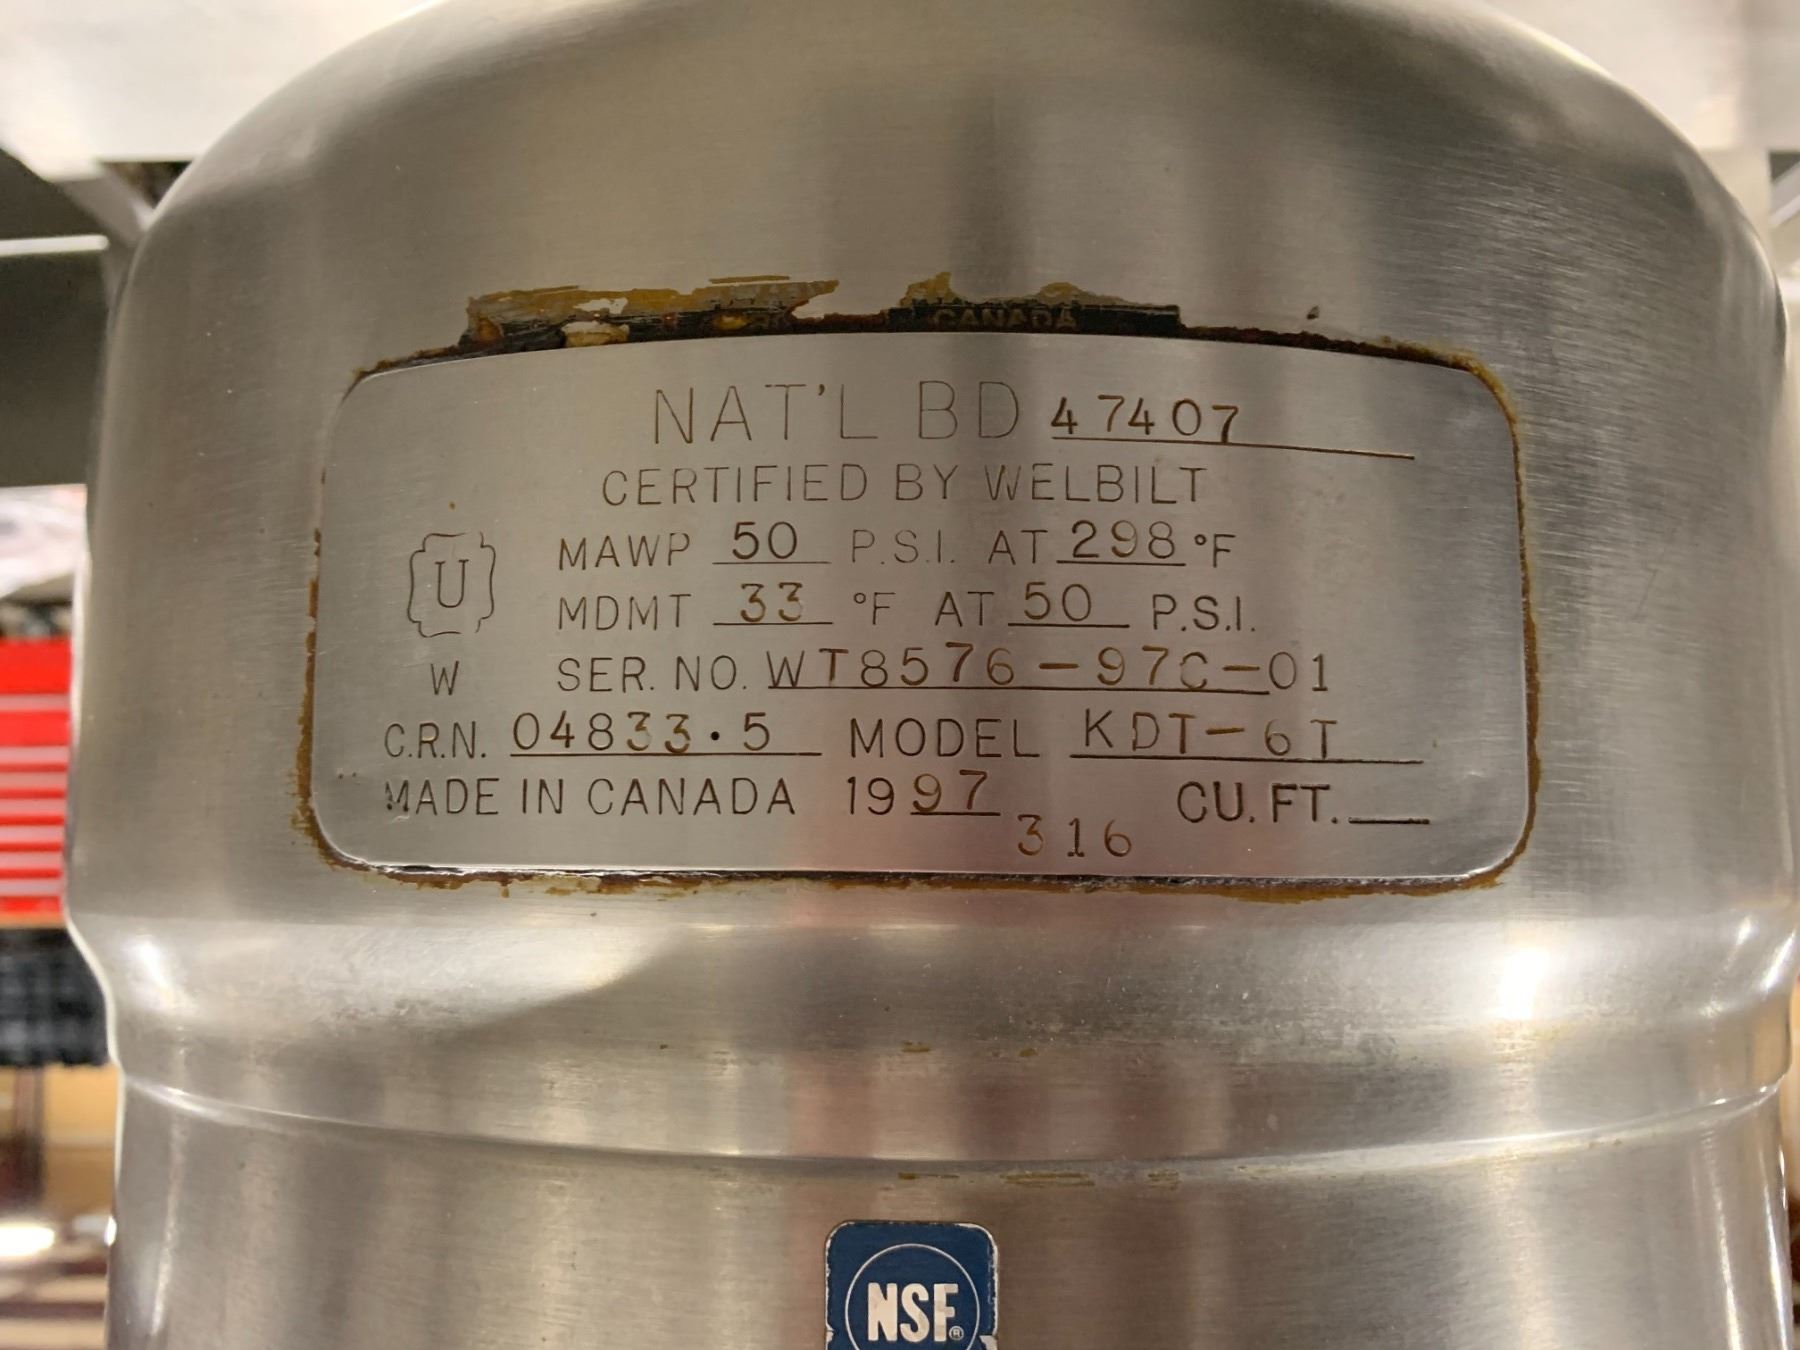 CANADA
NAT'L BD 47407
CERTIFIED BY WELBILT
MAWP 50 P.S.I. AT 298 °F
U
MDMT 33 °F AT 50 P.S.I.
W SER. NO. WT8576-97C-01
C.R.N. 04833.5 MODEL KDT-6T
MADE IN CANADA 1997 CU. FT.
316
NSF®